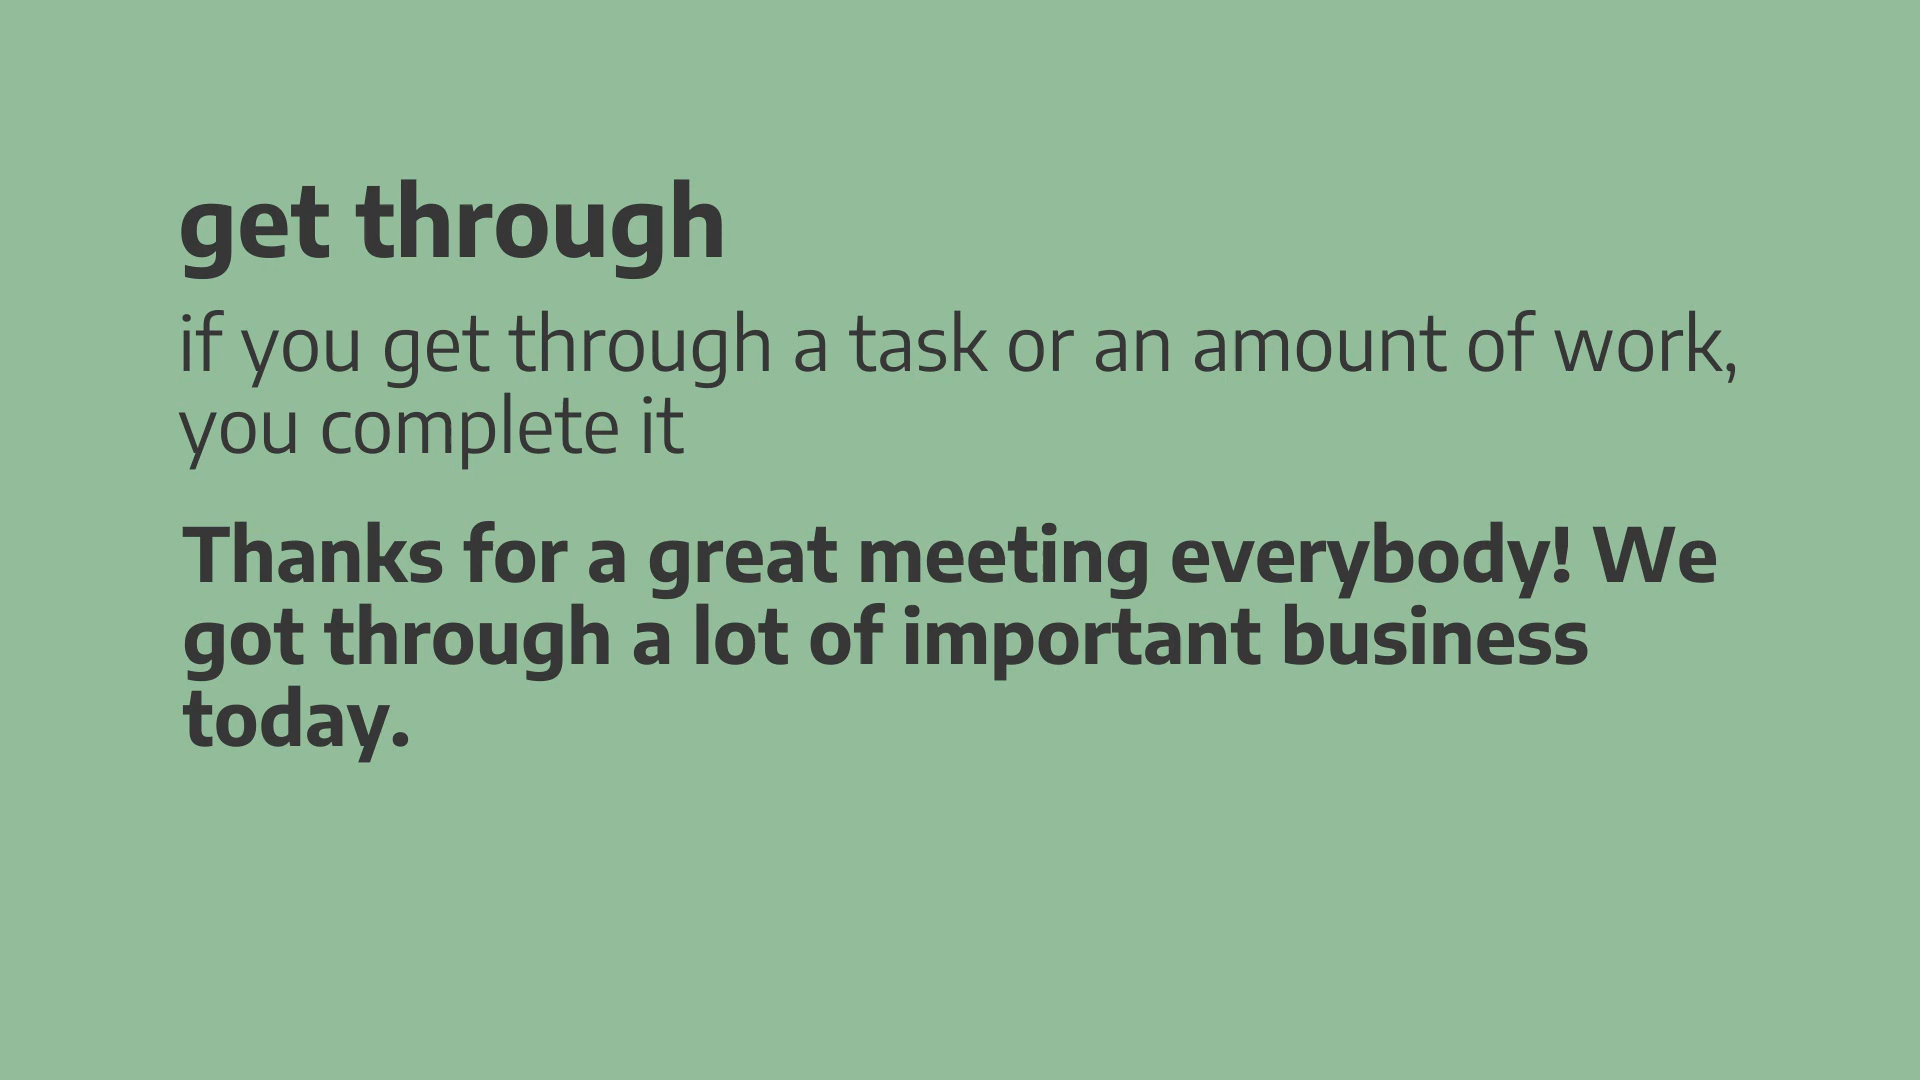 get through
if you get through a task or an amount of work,
you complete it
Thanks for a great meeting everybody! We
got through a lot of important business
today.